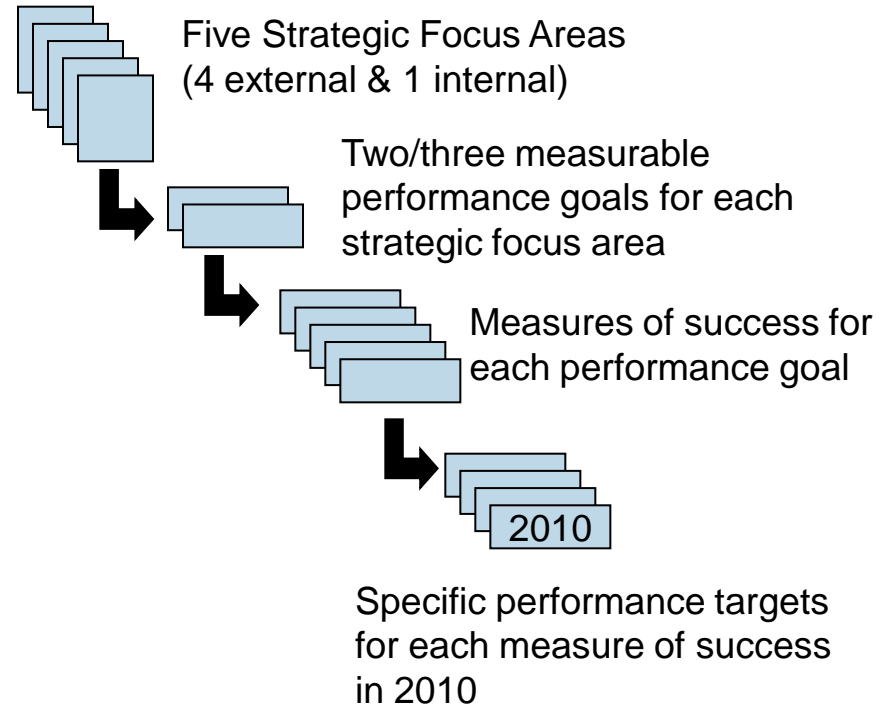 Five Strategic Focus Areas
(4 external & 1 internal)
Two/three measurable
performance goals for each
strategic focus area
Measures of success for
each performance goal
2010
Specific performance targets
for each measure of success
in 2010